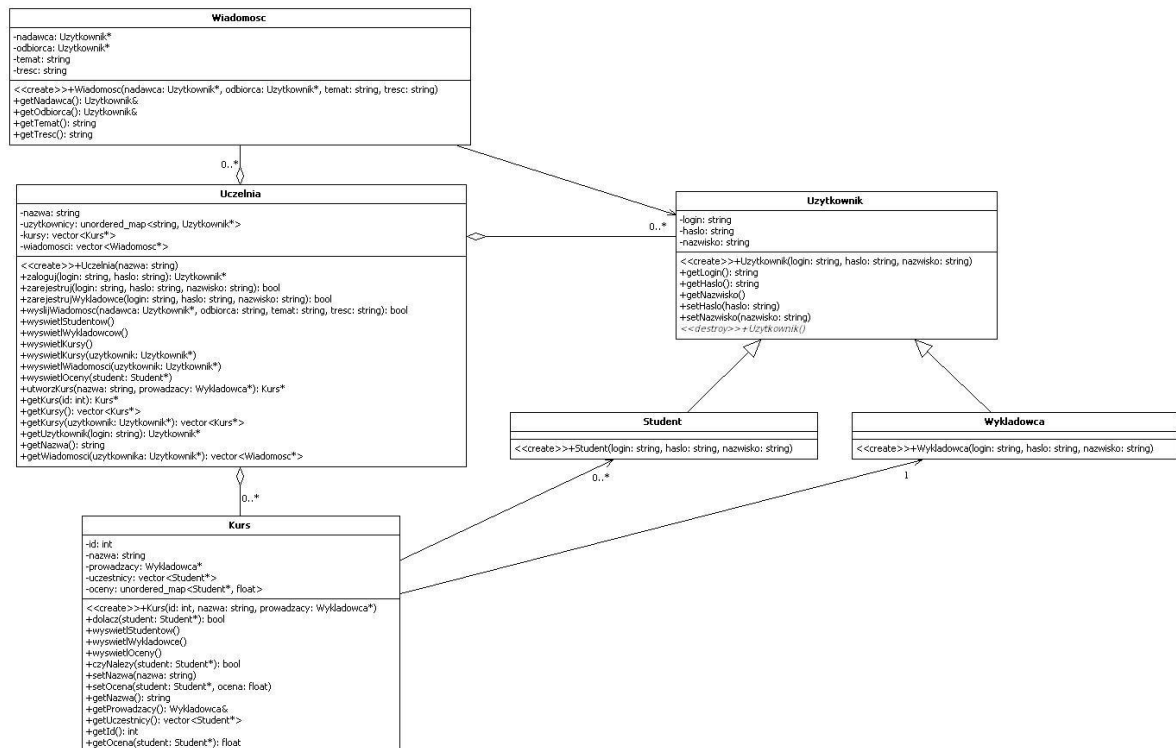 Wiadomosc
-nadawca: Uzytkownik*
-odbiorca: Uzytkownik*
-temat: string
-tresc: string
<<create>>+Wiadomosc(nadawca: Uzytkownik*, odbiorca: Uzytkownik*, temat: string, tresc: string)
+getNadawca(): Uzytkownik&
+getOdbiorca(): Uzytkownik&
+getTemat(): string
+getTresc(): string
0..*
Uczelnia
-nazwa: string
-uzytkownicy: unordered_map<string, Uzytkownik*>
-kursy: vector<Kurs*>
-wiadomosci: vector<Wiadomosc*>
<<create>>+Uczelnia(nazwa: string)
+zaloguj(login: string, haslo: string): Uzytkownik*
+zarejestruj(login: string, haslo: string, nazwisko: string): bool
+zarejestrujWykladowce(login: string, haslo: string, nazwisko: string): bool
+wyslijWiadomosc(nadawca: Uzytkownik*, odbiorca: string, temat: string, tresc: string): bool
+wyswietlStudentow()
+wyswietlWykladowcow()
+wyswietlKursy()
+wyswietlKursy(uzytkownik: Uzytkownik*)
+wyswietlWiadomosci(uzytkownik: Uzytkownik*)
+wyswietlOceny(student: Student*)
+utworzKurs(nazwa: string, prowadzacy: Wykladowca*): Kurs*
+getKurs(id: int): Kurs*
+getKursy(): vector<Kurs*>
+getKursy(uzytkownik: Uzytkownik*): vector<Kurs*>
+getUzytkownik(login: string): Uzytkownik*
+getNazwa(): string
+getWiadomosci(uzytkownika: Uzytkownik*): vector<Wiadomosc*>
0..*
Uzytkownik
-login: string
-haslo: string
-nazwisko: string
<<create>>+Uzytkownik(login: string, haslo: string, nazwisko: string)
+getLogin(): string
+getHaslo(): string
+getNazwisko()
+setHaslo(haslo: string)
+setNazwisko(nazwisko: string)
<<destroy>>+Uzytkownik()
Student
<<create>>+Student(login: string, haslo: string, nazwisko: string)
0..*
Wykladowca
<<create>>+Wykladowca(login: string, haslo: string, nazwisko: string)
1
0..*
Kurs
-id: int
-nazwa: string
-prowadzacy: Wykladowca*
-uczestnicy: vector<Student*>
-oceny: unordered_map<Student*, float>
<<create>>+Kurs(id: int, nazwa: string, prowadzacy: Wykladowca*)
+dolacz(student: Student*): bool
+wyswietlStudentow()
+wyswietlWykladowce()
+wyswietlOceny()
+czyNalezy(student: Student*): bool
+setNazwa(nazwa: string)
+setOcena(student: Student*, ocena: float)
+getNazwa(): string
+getProwadzacy(): Wykladowca&
+getUczestnicy(): vector<Student*>
+getId(): int
+getOcena(student: Student*): float